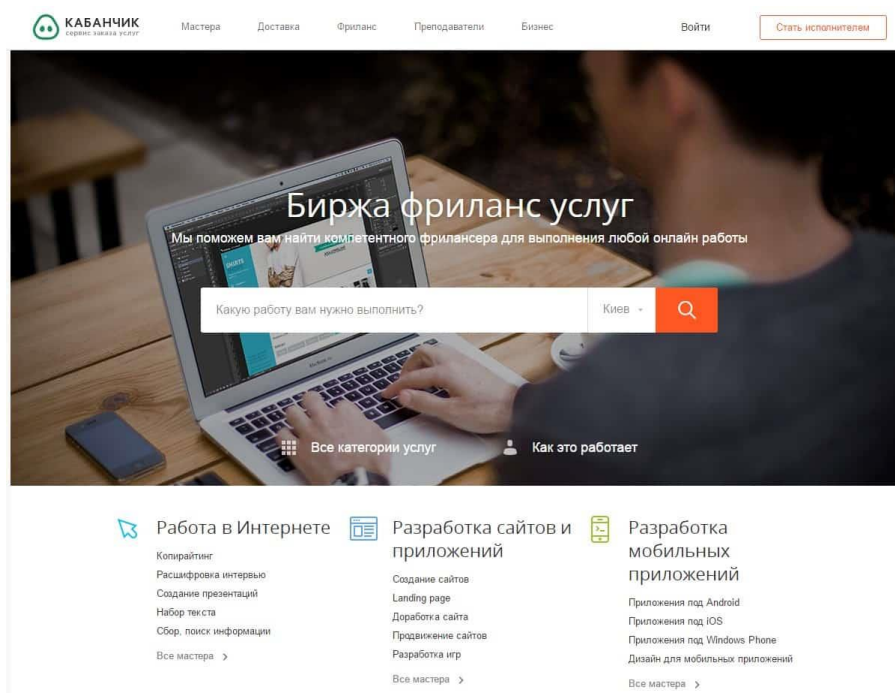 КАБАНЧИК
сервис заказа услуг
Мастера
Доставка
Фриланс
Преподаватели
Бизнес
Войти
Стать исполнителем
Биржа фриланс услуг
Мы поможем вам найти компетентного фрилансера для выполнения любой онлайн работы
Какую работу вам нужно выполнить?
Киев
Все категории услуг
Как это работает
Работа в Интернете
Копирайтинг
Расшифровка интервью
Создание презентаций
Набор текста
Сбор, поиск информации
Все мастера
Разработка сайтов и
приложений
Создание сайтов
Landing page
Доработка сайта
Продвижение сайтов
Разработка игр
Все мастера
Разработка
мобильных
приложений
Приложения под Android
Приложения под iOS
Приложения под Windows Phone
Дизайн для мобильных приложений
Все мастера